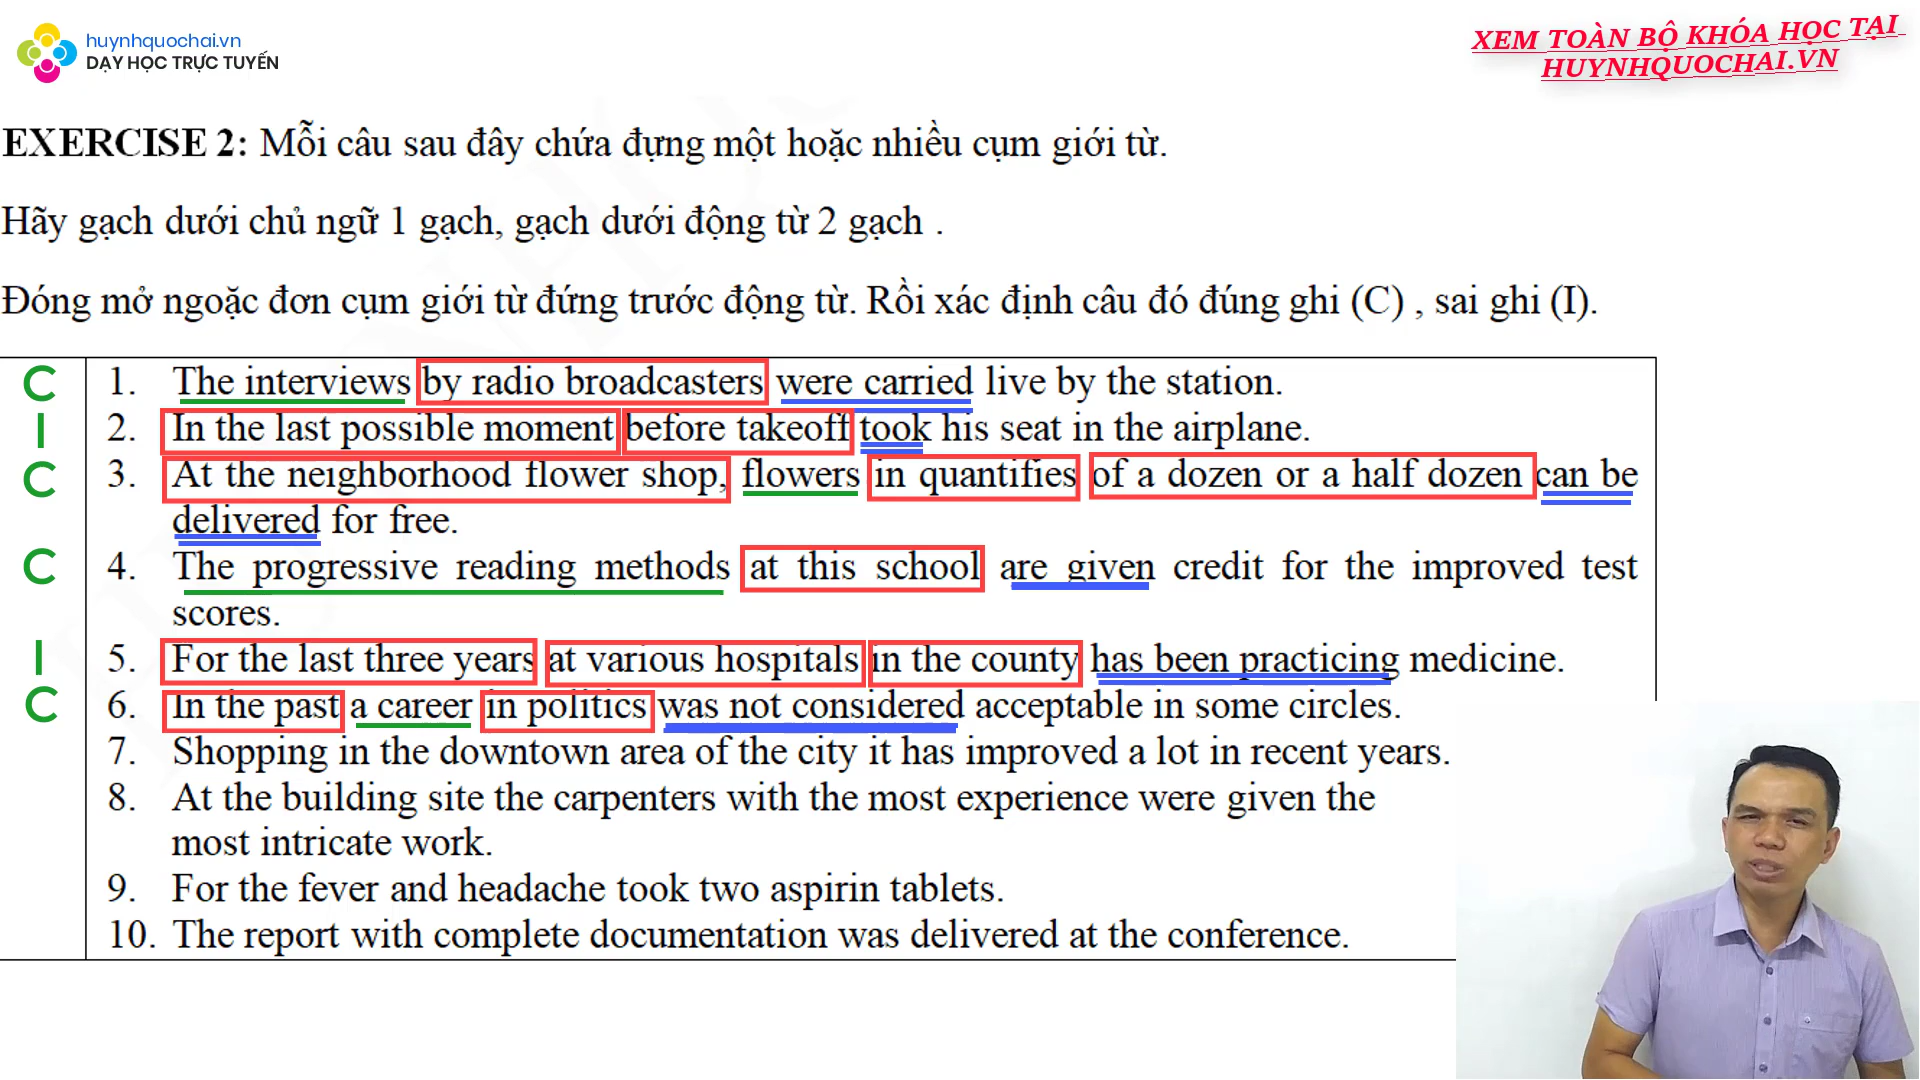 huynhquochai.vn
DẠY HỌC TRỰC TUYẾN
XEM TOÀN BỘ KHÓA HỌC TẠI
HUYNHQUOCHAI.VN
EXERCISE 2: Mỗi câu sau đây chứa đựng một hoặc nhiều cụm giới từ.
Hãy gạch dưới chủ ngữ 1 gạch, gạch dưới động từ 2 gạch .
Đóng mở ngoặc đơn cụm giới từ đứng trước động từ. Rồi xác định câu đó đúng ghi (C) , sai ghi (I).
C 1. The interviews by radio broadcasters were carried live by the station.
I 2. In the last possible moment before takeoff took his seat in the airplane.
C 3. At the neighborhood flower shop, flowers in quantifies of a dozen or a half dozen can be
delivered for free.
C 4. The progressive reading methods at this school are given credit for the improved test
scores.
I 5. For the last three years at various hospitals in the county has been practicing medicine.
C 6. In the past a career in politics was not considered acceptable in some circles.
7. Shopping in the downtown area of the city it has improved a lot in recent years.
8. At the building site the carpenters with the most experience were given the
most intricate work.
9. For the fever and headache took two aspirin tablets.
10. The report with complete documentation was delivered at the conference.